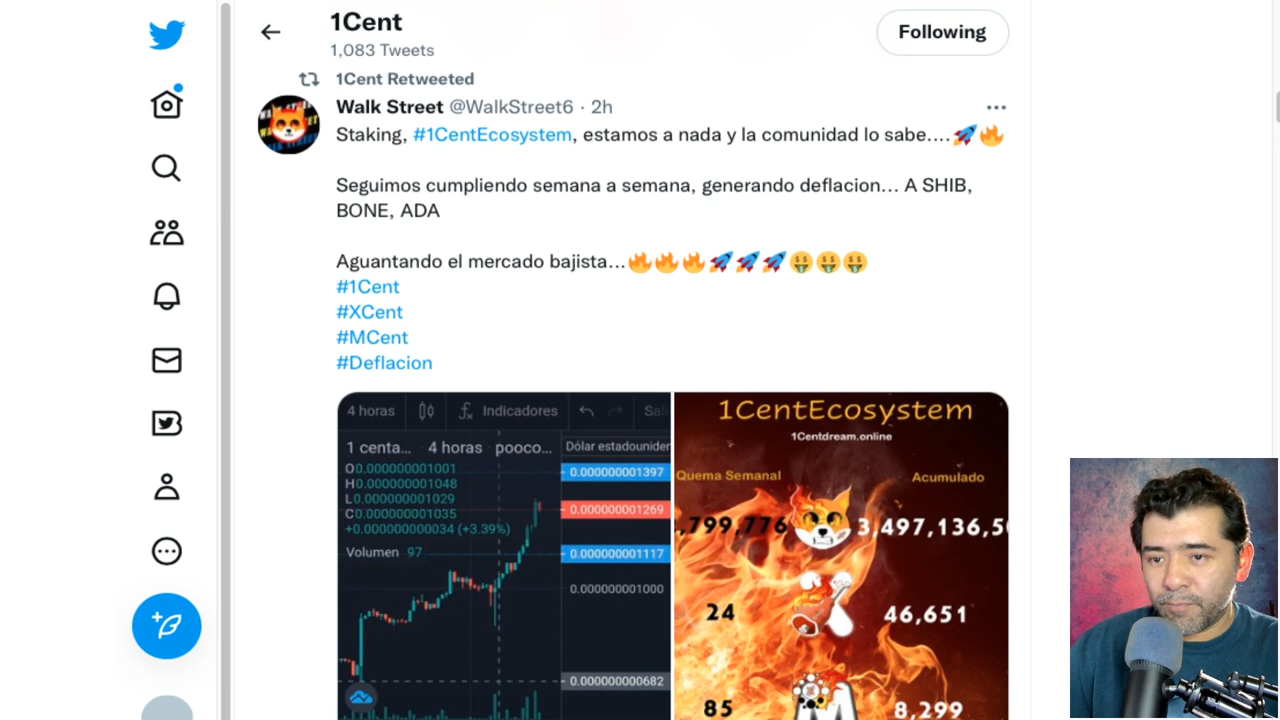 1Cent
1,083 Tweets
Following
1Cent Retweeted
Walk Street @WalkStreet6 · 2h
Staking, #1CentEcosystem, estamos a nada y la comunidad lo sabe....🚀🔥
Seguimos cumpliendo semana a semana, generando deflacion... A SHIB,
BONE, ADA
Aguantando el mercado bajista...🔥🔥🔥🚀🚀🚀🤑🤑🤑
#1Cent
#XCent
#MCent
#Deflacion
4 horas Indicadores
1 centa... 4 horas pooco...
Dólar estadounider
O0.000000001001
H0.000000001048
L0.000000001029
C0.000000001035
+0.000000000034 (+3.39%)
Volumen 97
0.000000001397
0.000000001269
0.000000001117
0.000000001000
0.000000000682
1CentEcosystem
1Centdream.online
Quema Semanal Acumulado
,799,776 3,497,136,5
24 46,651
85 8,299